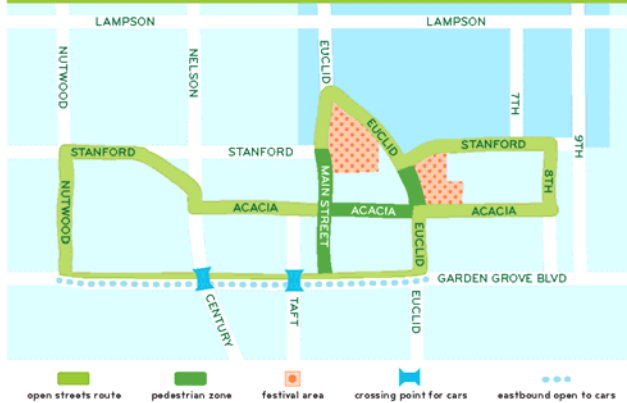 LAMPSON
LAMPSON
NUTWOOD
NELSON
EUCLID
7TH
9TH
EUCLID
STANFORD
STANFORD
STANFORD
MAIN STREET
8TH
NUTWOOD
ACACIA
ACACIA
ACACIA
EUCLID
GARDEN GROVE BLVD
CENTURY
TAFT
EUCLID
open streets route
pedestrian zone
festival area
crossing point for cars
eastbound open to cars